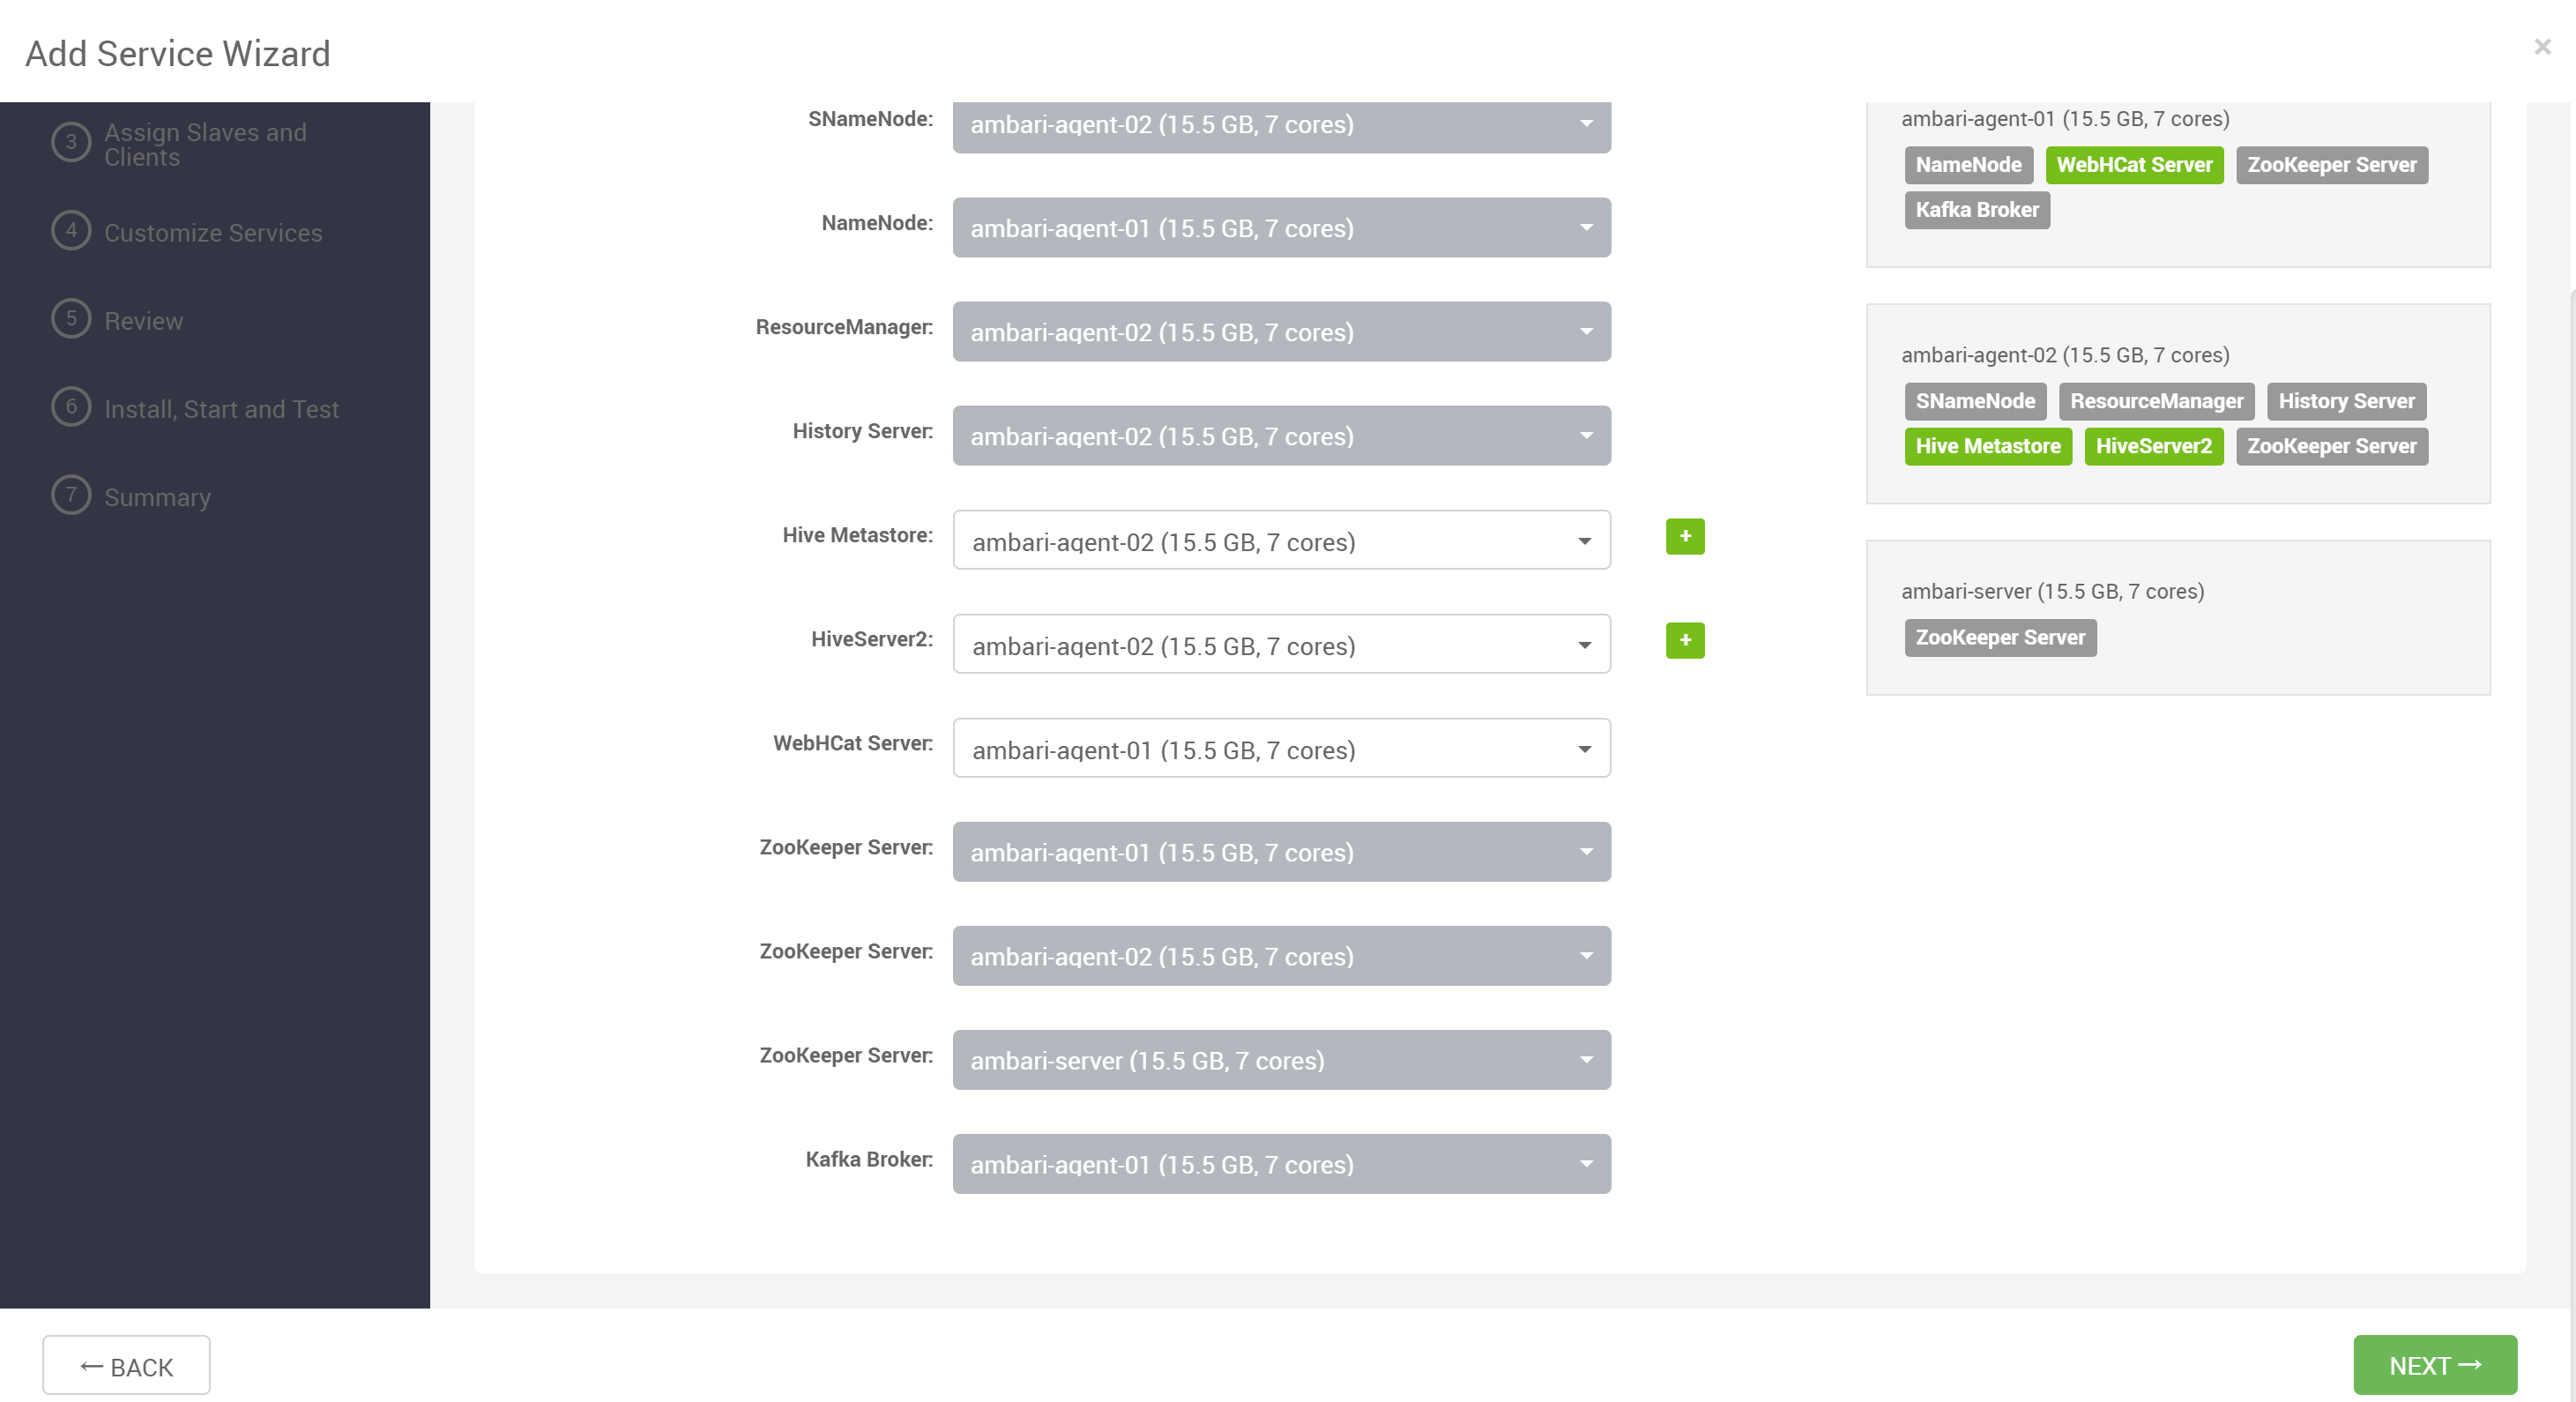 Add Service Wizard
×
3 Assign Slaves and
Clients
4 Customize Services
5 Review
6 Install, Start and Test
7 Summary
SNameNode: ambari-agent-02 (15.5 GB, 7 cores)
NameNode: ambari-agent-01 (15.5 GB, 7 cores)
ResourceManager: ambari-agent-02 (15.5 GB, 7 cores)
History Server: ambari-agent-02 (15.5 GB, 7 cores)
Hive Metastore: ambari-agent-02 (15.5 GB, 7 cores) +
HiveServer2: ambari-agent-02 (15.5 GB, 7 cores) +
WebHCat Server: ambari-agent-01 (15.5 GB, 7 cores)
ZooKeeper Server: ambari-agent-01 (15.5 GB, 7 cores)
ZooKeeper Server: ambari-agent-02 (15.5 GB, 7 cores)
ZooKeeper Server: ambari-server (15.5 GB, 7 cores)
Kafka Broker: ambari-agent-01 (15.5 GB, 7 cores)
ambari-agent-01 (15.5 GB, 7 cores)
NameNode WebHCat Server ZooKeeper Server
Kafka Broker
ambari-agent-02 (15.5 GB, 7 cores)
SNameNode ResourceManager History Server
Hive Metastore HiveServer2 ZooKeeper Server
ambari-server (15.5 GB, 7 cores)
ZooKeeper Server
← BACK
NEXT →